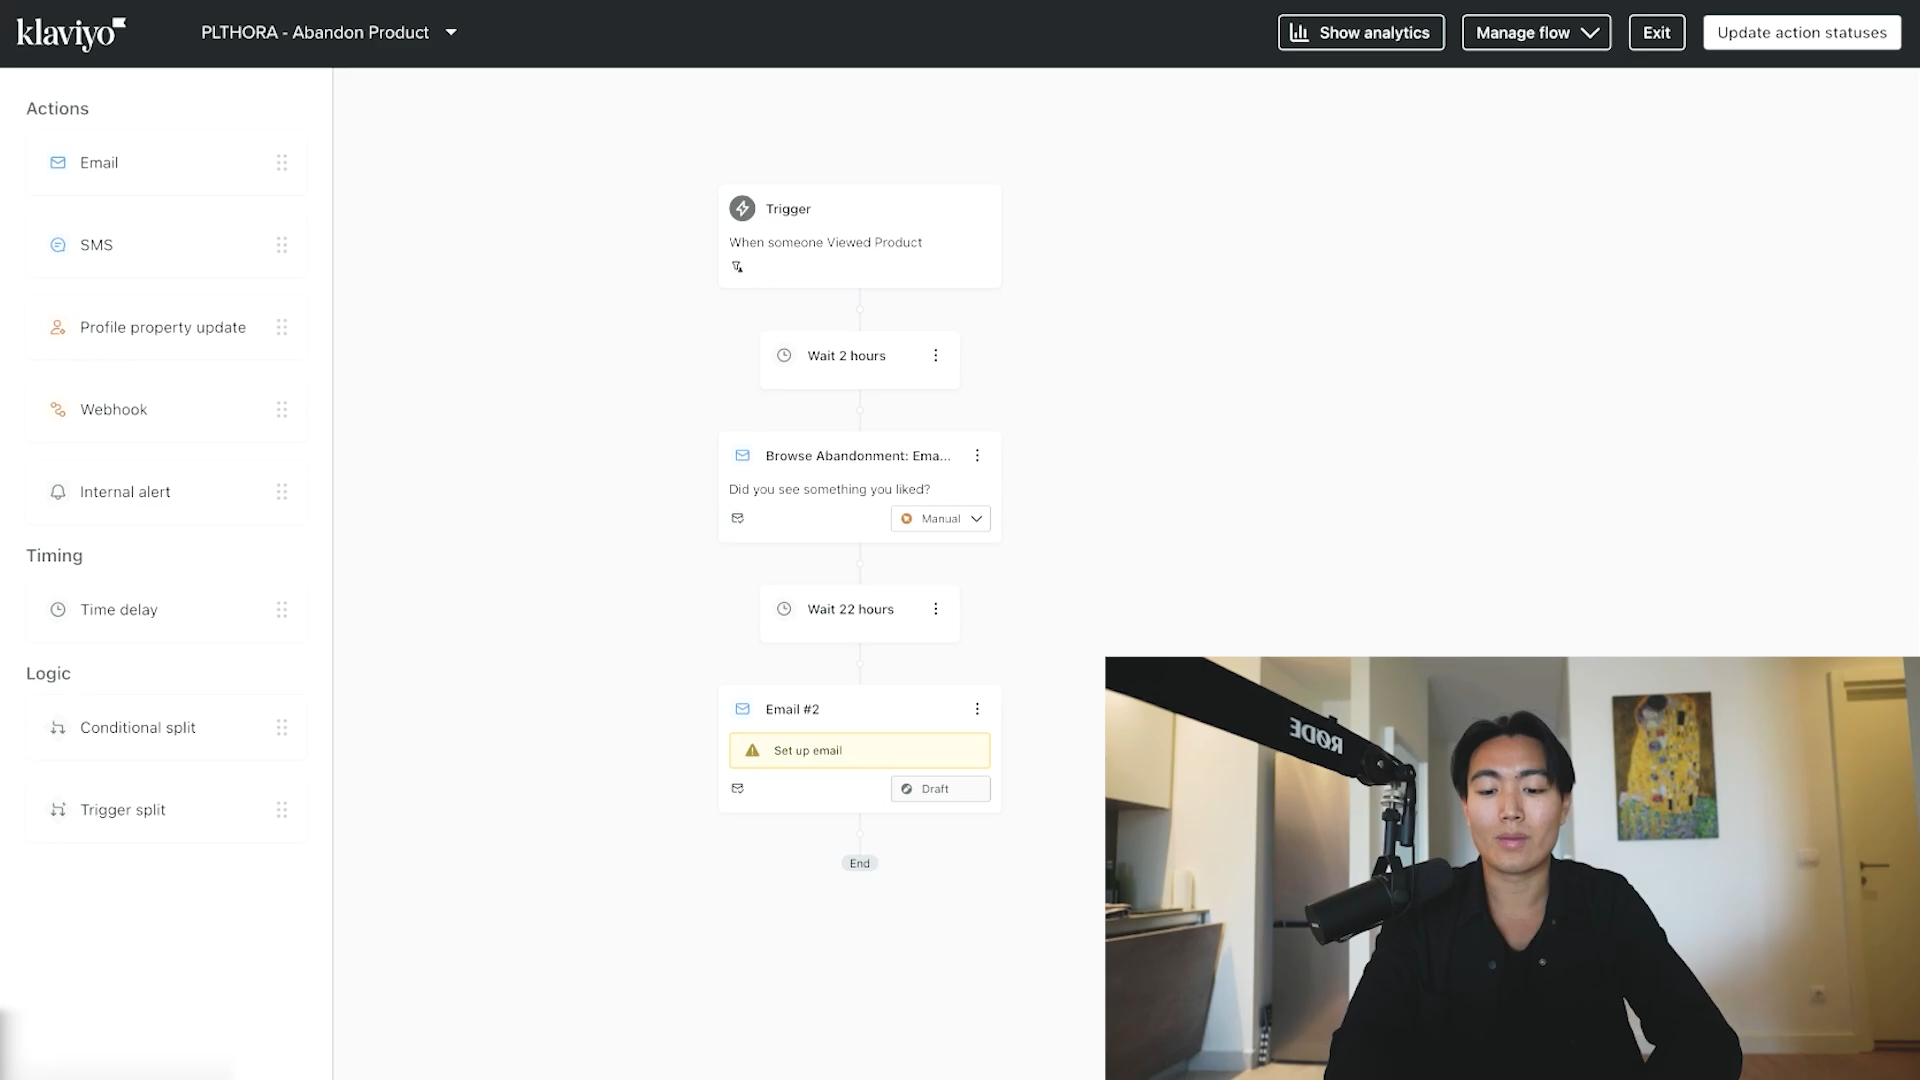 klaviyo
PLTHORA - Abandon Product
Show analytics
Manage flow
Exit
Update action statuses
Actions
Email
SMS
Profile property update
Webhook
Internal alert
Timing
Time delay
Logic
Conditional split
Trigger split
Trigger
When someone Viewed Product
Wait 2 hours
Browse Abandonment: Ema...
Did you see something you liked?
Manual
Wait 22 hours
Email #2
Set up email
Draft
End
RØDE